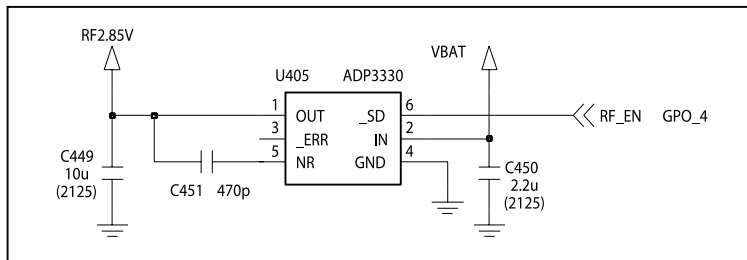 RF2.85V
VBAT
U405 ADP3330
1 OUT _SD 6
RF_EN GPO_4
3 _ERR IN 2
5 NR GND 4
C449
10u
(2125)
C451 470p
C450
2.2u
(2125)